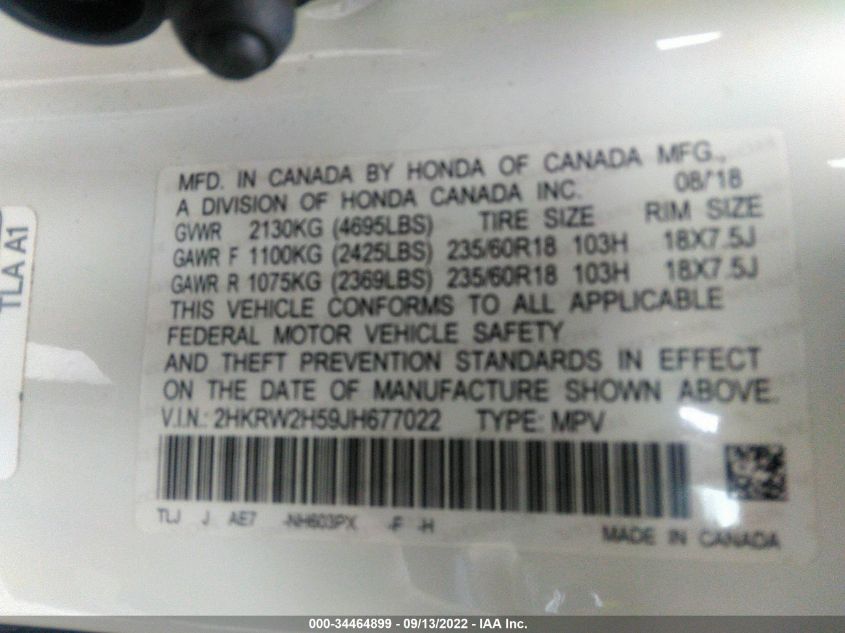 MFD. IN CANADA BY HONDA OF CANADA MFG.,
A DIVISION OF HONDA CANADA INC. 08/'18
GVWR 2130KG (4695LBS) TIRE SIZE RIM SIZE
GAWR F 1100KG (2425LBS) 235/60R18 103H 18X7.5J
GAWR R 1075KG (2369LBS) 235/60R18 103H 18X7.5J
THIS VEHICLE CONFORMS TO ALL APPLICABLE
FEDERAL MOTOR VEHICLE SAFETY
AND THEFT PREVENTION STANDARDS IN EFFECT
ON THE DATE OF MANUFACTURE SHOWN ABOVE.
V.I.N.: 2HKRW2H59JH677022 TYPE: MPV
TLJ J AE7 -NH603PX -F -H
MADE IN CANADA
TLA A1
000-34464899 - 09/13/2022 - IAA Inc.